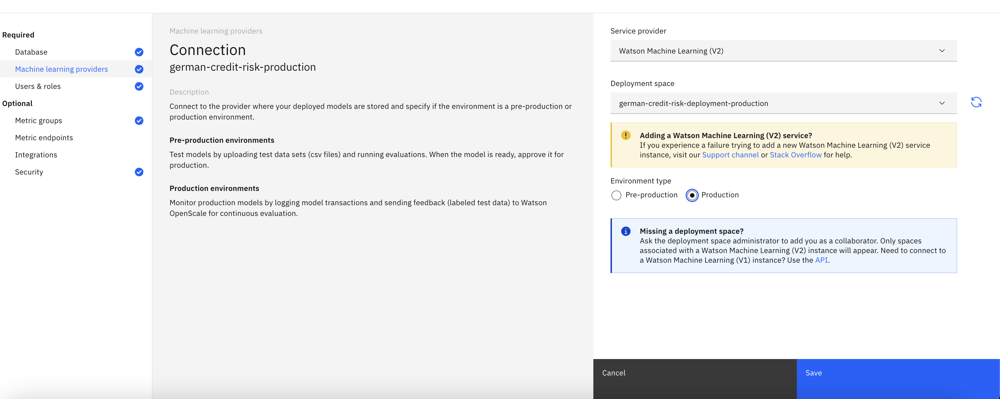 Required
Database
Machine learning providers
Users & roles
Optional
Metric groups
Metric endpoints
Integrations
Security
Machine learning providers
Connection
german-credit-risk-production
Description
Connect to the provider where your deployed models are stored and specify if the environment is a pre-production or
production environment.
Pre-production environments
Test models by uploading test data sets (csv files) and running evaluations. When the model is ready, approve it for
production.
Production environments
Monitor production models by logging model transactions and sending feedback (labeled test data) to Watson
OpenScale for continuous evaluation.
Service provider
Watson Machine Learning (V2)
Deployment space
german-credit-risk-deployment-production
Adding a Watson Machine Learning (V2) service?
If you experience a failure trying to add a new Watson Machine Learning (V2) service
instance, visit our Support channel or Stack Overflow for help.
Environment type
Pre-production Production
Missing a deployment space?
Ask the deployment space administrator to add you as a collaborator. Only spaces
associated with a Watson Machine Learning (V2) instance will appear. Need to connect to
a Watson Machine Learning (V1) instance? Use the API.
Cancel
Save